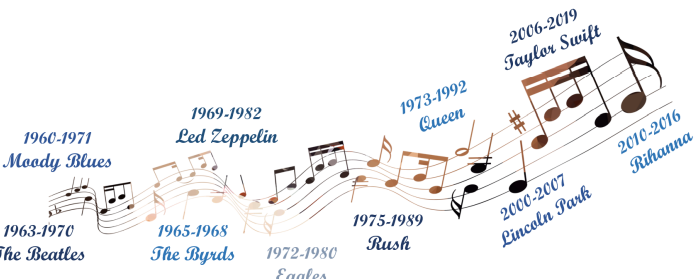 2006-2019
Taylor Swift
1973-1992
Queen
1969-1982
Led Zeppelin
1960-1971
Moody Blues
2010-2016
Rihanna
2000-2007
Lincoln Park
1975-1989
Rush
1963-1970
The Beatles
1965-1968
The Byrds
1972-1980
Eagles